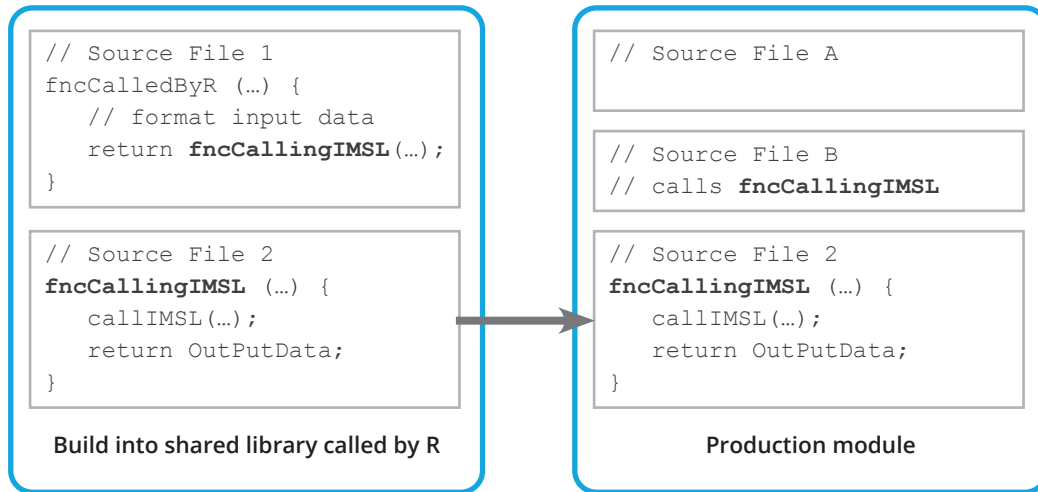 // Source File 1
fncCalledByR (…) {
// format input data
return fncCallingIMSL(…);
}
// Source File 2
fncCallingIMSL (…) {
callIMSL(…);
return OutPutData;
}
Build into shared library called by R
// Source File A
// Source File B
// calls fncCallingIMSL
// Source File 2
fncCallingIMSL (…) {
callIMSL(…);
return OutPutData;
}
Production module